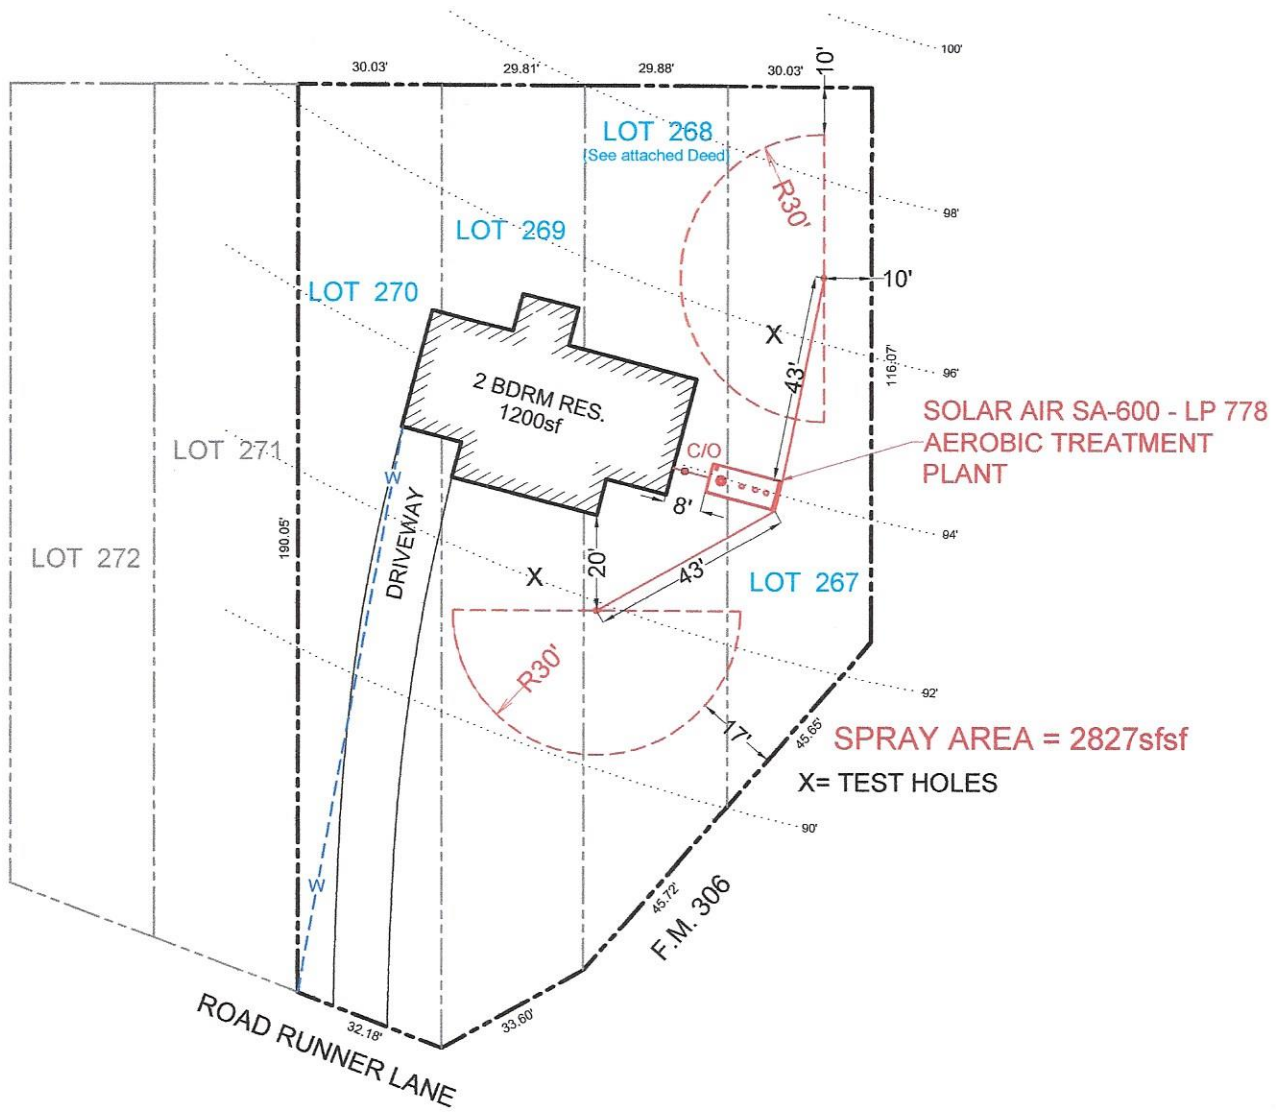 100'
30.03'
29.81'
29.88'
30.03'
10'
LOT 268
(See attached Deed)
R30'
98'
LOT 269
LOT 270
10'
X
96'
116.07'
43'
2 BDRM RES.
1200sf
SOLAR AIR SA-600 - LP 778
AEROBIC TREATMENT
PLANT
LOT 271
C/O
W
8'
94'
DRIVEWAY
190.05'
LOT 272
20'
X
43'
LOT 267
R30'
92'
17'
45.65'
SPRAY AREA = 2827sfsf
X= TEST HOLES
90'
W
45.72'
F.M. 306
33.60'
32.18'
ROAD RUNNER LANE